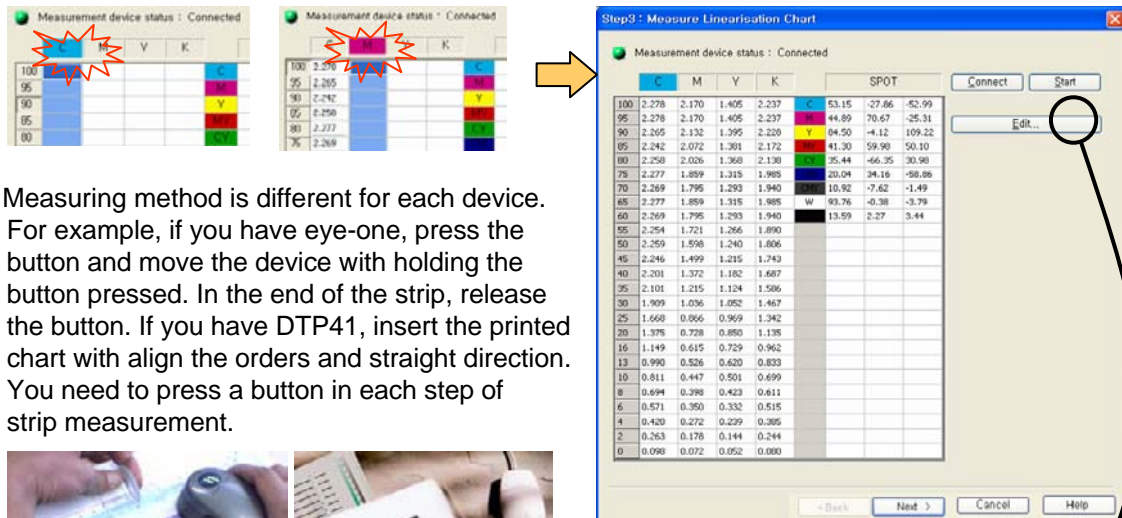 Measurement device status : Connected
C M V K
100 C
95 M
90 Y
85 MY
80 CY
Measurement device status : Connected
C M Y K
100 2.278 C
95 2.265 M
90 2.242 Y
85 2.258 MY
80 2.277 CY
75 2.269
Measuring method is different for each device.
For example, if you have eye-one, press the
button and move the device with holding the
button pressed. In the end of the strip, release
the button. If you have DTP41, insert the printed
chart with align the orders and straight direction.
You need to press a button in each step of
strip measurement.
Step3 : Measure Linearisation Chart
Measurement device status : Connected
C M Y K SPOT Connect Start
Edit...
100 2.278 2.170 1.405 2.237 C 53.15 -27.86 -52.99
95 2.278 2.170 1.405 2.237 M 44.89 70.67 -25.31
90 2.265 2.132 1.395 2.228 Y 84.50 -4.12 109.22
85 2.242 2.072 1.381 2.172 MY 41.30 59.98 50.10
80 2.258 2.026 1.368 2.138 CY 35.44 -66.35 30.98
75 2.277 1.859 1.315 1.985 20.04 34.16 -58.86
70 2.269 1.795 1.293 1.940 CMY 10.92 -7.62 -1.49
65 2.277 1.859 1.315 1.985 W 93.76 -0.38 -3.79
60 2.269 1.795 1.293 1.940 13.59 2.27 3.44
55 2.254 1.721 1.266 1.890
50 2.259 1.598 1.240 1.806
45 2.246 1.499 1.215 1.743
40 2.201 1.372 1.182 1.687
35 2.101 1.215 1.124 1.586
30 1.909 1.036 1.052 1.467
25 1.668 0.866 0.969 1.342
20 1.375 0.728 0.850 1.135
16 1.149 0.615 0.729 0.962
13 0.990 0.526 0.620 0.833
10 0.811 0.447 0.501 0.699
8 0.694 0.398 0.423 0.611
6 0.571 0.350 0.332 0.515
4 0.420 0.272 0.239 0.385
2 0.263 0.178 0.144 0.244
0 0.098 0.072 0.052 0.080
< Back Next > Cancel Help